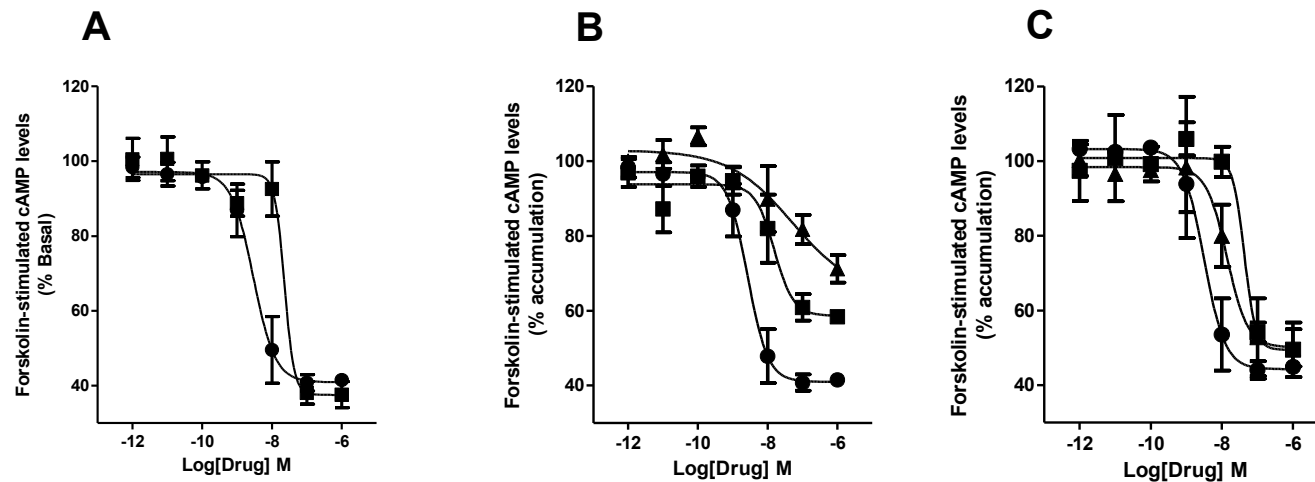 A
Forskolin-stimulated cAMP levels
(% Basal)
120
100
80
60
40
-12
-10
-8
-6
Log[Drug] M
B
Forskolin-stimulated cAMP levels
(% accumulation)
120
100
80
60
40
-12
-10
-8
-6
Log[Drug] M
C
Forskolin-stimulated cAMP levels
(% accumulation)
120
100
80
60
40
-12
-10
-8
-6
Log[Drug] M